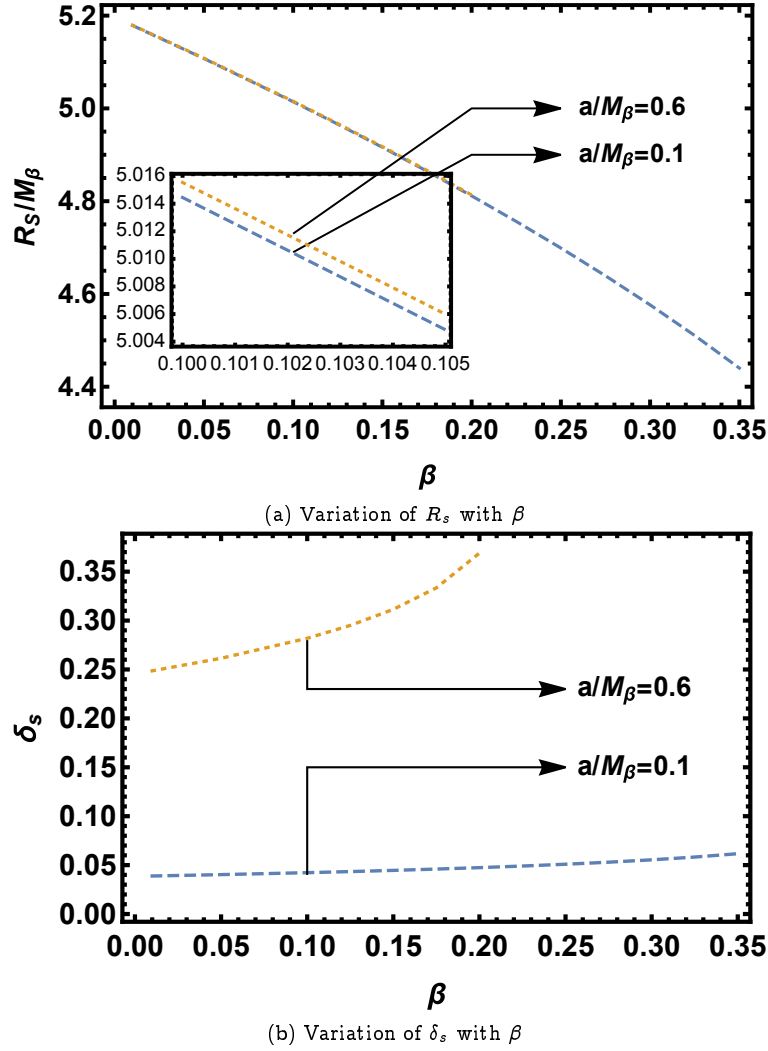 5.2
5.0
4.8
4.6
4.4
R_S/M_β
a/M_β=0.6
a/M_β=0.1
5.016
5.014
5.012
5.010
5.008
5.006
5.004
0.100 0.101 0.102 0.103 0.104 0.105
0.00 0.05 0.10 0.15 0.20 0.25 0.30 0.35
β
(a) Variation of R_s with β
0.35
0.30
0.25
0.20
0.15
0.10
0.05
0.00
δ_s
a/M_β=0.6
a/M_β=0.1
0.00 0.05 0.10 0.15 0.20 0.25 0.30 0.35
β
(b) Variation of δ_s with β